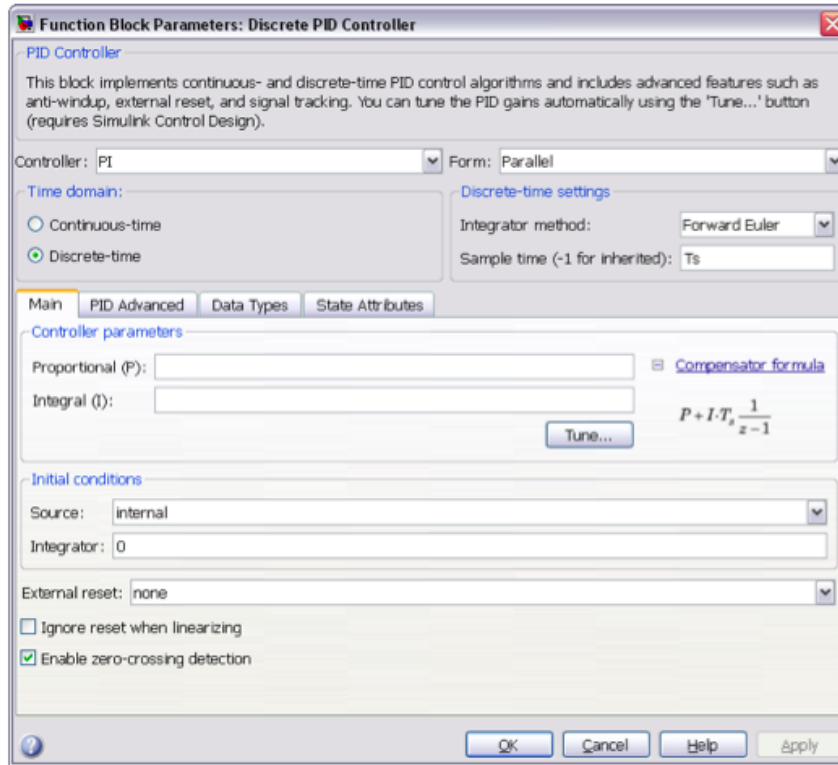 Function Block Parameters: Discrete PID Controller
PID Controller
This block implements continuous- and discrete-time PID control algorithms and includes advanced features such as
anti-windup, external reset, and signal tracking. You can tune the PID gains automatically using the 'Tune...' button
(requires Simulink Control Design).
Controller: PI Form: Parallel
Time domain: Discrete-time settings
Continuous-time Integrator method: Forward Euler
Discrete-time Sample time (-1 for inherited): Ts
Main PID Advanced Data Types State Attributes
Controller parameters
Proportional (P): Compensator formula
Integral (I): P + I·T_s 1/(z − 1)
Tune...
Initial conditions
Source: internal
Integrator: 0
External reset: none
Ignore reset when linearizing
Enable zero-crossing detection
OK Cancel Help Apply